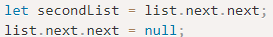 let secondList = list.next.next;
list.next.next = null;